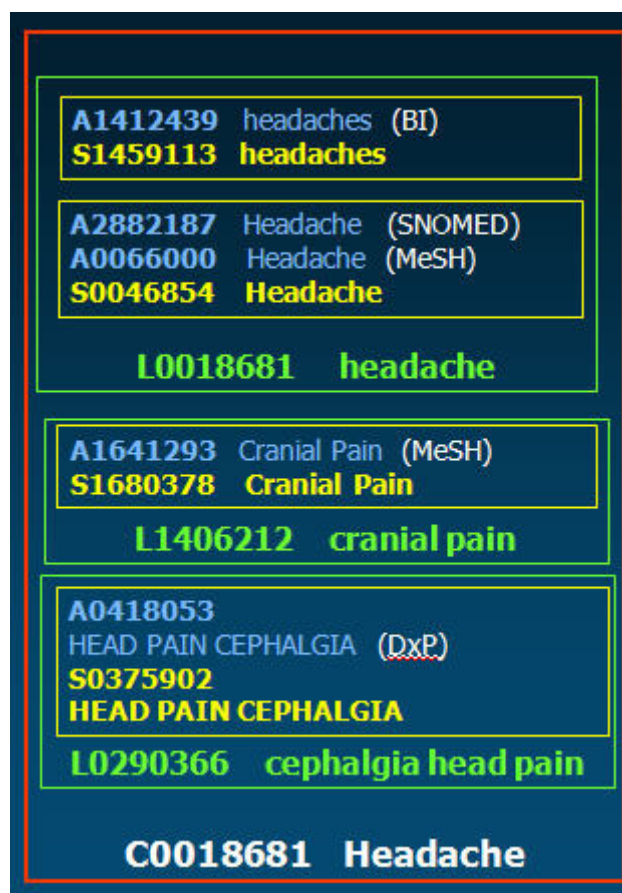 A1412439 headaches (BI)
S1459113 headaches
A2882187 Headache (SNOMED)
A0066000 Headache (MeSH)
S0046854 Headache
L0018681 headache
A1641293 Cranial Pain (MeSH)
S1680378 Cranial Pain
L1406212 cranial pain
A0418053
HEAD PAIN CEPHALGIA (DxP)
S0375902
HEAD PAIN CEPHALGIA
L0290366 cephalgia head pain
C0018681 Headache